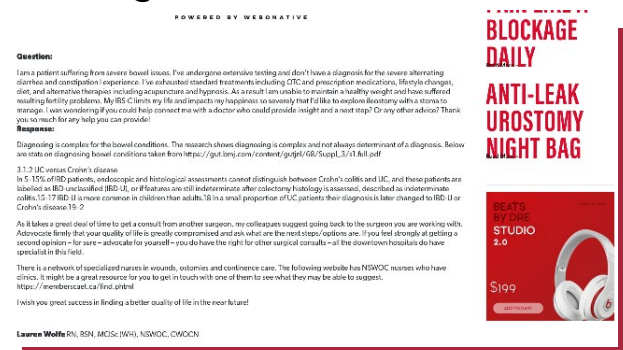 POWERED BY WEBONATIVE
Question:
I am a patient suffering from severe bowel issues. I've undergone extensive testing and don't have a diagnosis for the severe alternating
diarrhea and constipation I experience. I've exhausted standard treatments including OTC and prescription medications, lifestyle changes,
diet, and alternative therapies including acupuncture and hypnosis. As a result I am unable to maintain a healthy weight and have suffered
resulting fertility problems. My IBS-C limits my life and impacts my happiness so severely that I'd like to explore ileostomy with a stoma to
manage. I was wondering if you could help connect me with a doctor who could provide insight and a next step? Or any other advice? Thank
you so much for any help you can provide!
Response:
Diagnosing is complex for the bowel conditions. The research shows diagnosing is complex and not always determinant of a diagnosis. Below
are stats on diagnosing bowel conditions taken from https://gut.bmj.com/content/gutjnl/68/Suppl_3/s1.full.pdf
3.1.2 UC versus Crohn's disease
In 5–15% of IBD patients, endoscopic and histological assessments cannot distinguish between Crohn's colitis and UC, and these patients are
labelled as IBD-unclassified (IBD-U), or if features are still indeterminate after colectomy histology is assessed, described as indeterminate
colitis.15-17 IBD-U is more common in children than adults.18 In a small proportion of UC patients their diagnosis is later changed to IBD-U or
Crohn's disease.19–2
As it takes a great deal of time to get a consult from another surgeon, my colleagues suggest going back to the surgeon you are working with.
Adovocate firmly that your quality of life is greatly compromised and ask what are the next steps/options are. If you feel strongly at getting a
second opinion – for sure – advocate for yourself – you do have the right for other surgical consults – all the downtown hospitals do have
specialist in this field .
There is a network of specialized nurses in wounds, ostomies and continence care. The following website has NSWOC nusrses who have
clinics. It might be a great resource for you to get in touch with one of them to see what they may be able to suggest.
https://memberscaet.ca/find.phtml
I wish you great success in finding a better quality of life in the near future!
Lauren Wolfe RN, BSN, MClSc (WH), NSWOC, CWOCN
BLOCKAGE
DAILY
ANTI-LEAK
UROSTOMY
NIGHT BAG
BEATS
BY DRE
STUDIO
2.0
$199
ADD TO CART